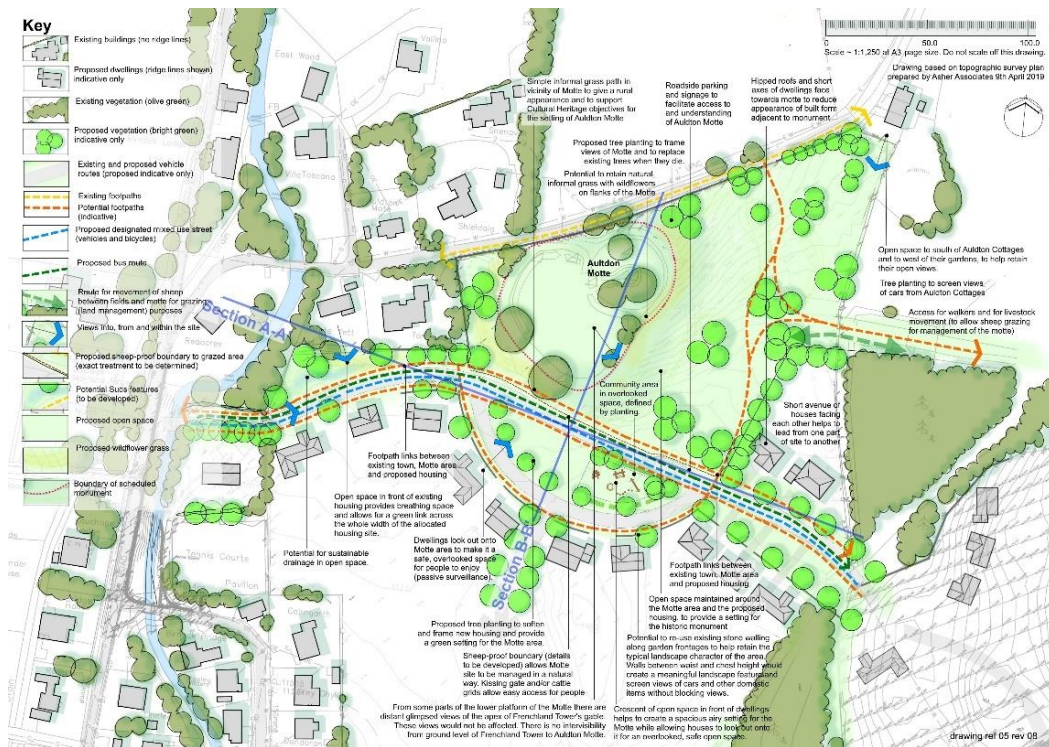 Key
Existing buildings (no ridge lines)
Proposed dwellings (ridge lines shown)
indicative only
Existing vegetation (olive green)
Proposed vegetation (bright green)
indicative only
Existing and proposed vehicle
routes (proposed indicative only)
Existing footpaths
Potential footpaths
(indicative)
Proposed designated mixed use street
(vehicles and bicycles)
Proposed bus route
Route for movement of sheep
between fields and motte for grazing
(land management) purposes
Views into, from and within the site
Proposed sheep-proof boundary to grazed area
(exact treatment to be determined)
Potential Sucs features
(to be developed)
Proposed open space
Proposed wildflower grass
Boundary of scheduled
monument
0 50.0 100.0
Scale ~ 1:1,250 at A3 page size. Do not scale off this drawing.
Drawing based on topographic survey plan
prepared by Asher Associates 9th April 2019
Simple informal grass path in
vicinity of Motte to give a rural
appearance and to support
Cultural Heritage objectives for
the setting of Auldton Motte
Roadside parking
and signage to
facilitate access to
and understanding
of Auldton Motte
Hipped roofs and short
axes of dwellings face
towards motte to reduce
appearance of built form
adjacent to monument
Proposed tree planting to frame
views of Motte and to replace
existing trees when they die.
Potential to retain natural
informal grass with wildflowers
on flanks of the Motte
East Wood
Vailima
FB
Villa Toscana
Shielhope
Aultdon
Motte
Section A-A
Redacrey
Open space to south of Auldton Cottages
and to west of their gardens, to help retain
their open views.
Tree planting to screen views
of cars from Auldton Cottages
Access for walkers and for livestock
movement (to allow sheep grazing
for management of the motte)
Community area
in overlooked
space, defined
by planting.
Short avenue of
houses facing
each other helps to
lead from one part
of site to another
Footpath links between
existing town, Motte area
and proposed housing
Open space in front of existing
housing provides breathing space
and allows for a green link across
the whole width of the allocated
housing site.
Potential for sustainable
drainage in open space.
Dwellings look out onto
Motte area to make it a
safe, overlooked space
for people to enjoy
(passive surveillance).
Section B-B
Footpath links between
existing town, Motte area
and proposed housing
Tennis Courts
Pavilion
Open space maintained around
the Motte area and the proposed
housing, to provide a setting
for the historic monument
Proposed tree planting to soften
and frame new housing and provide
a green setting for the Motte area.
Sheep-proof boundary (details
to be developed) allows Motte
site to be managed in a natural
way. Kissing gate and/or cattle
grids allow easy access for people
Potential to re-use existing stone walling
along garden frontages to help retain the
typical landscape character of the area.
Walls between waist and chest height would
create a meaningful landscape feature and
screen views of cars and other domestic
items without blocking views.
From some parts of the lower platform of the Motte there are
distant glimpsed views of the apex of Frenchland Tower's gable.
These views would not be affected. There is no intervisibility
from ground level of Frenchland Tower to Auldton Motte.
Crescent of open space in front of dwellings
helps to create a spacious airy setting for the
Motte while allowing houses to look out onto
it for an overlooked, safe open space.
drawing ref 05 rev 08